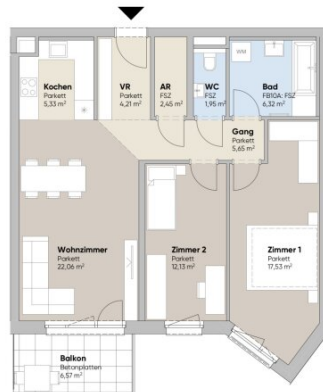 Kochen
Parkett
5,33 m²
VR
Parkett
4,21 m²
AR
FSZ
2,45 m²
WC
FSZ
1,95 m²
WM
Bad
FB10A: FSZ
6,32 m²
Gang
Parkett
5,65 m²
Wohnzimmer
Parkett
22,06 m²
Zimmer 2
Parkett
12,13 m²
Zimmer 1
Parkett
17,53 m²
Balkon
Betonplatten
6,57 m²